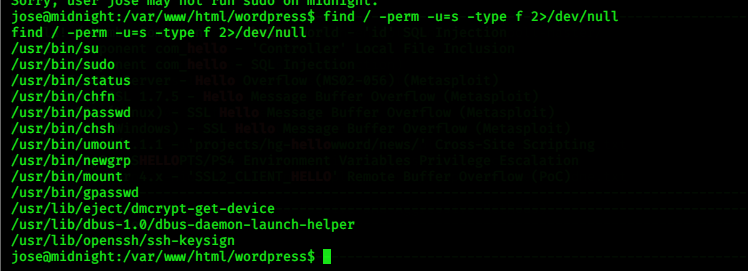 Sorry, user jose may not run sudo on midnight.
jose@midnight:/var/www/html/wordpress$ find / -perm -u=s -type f 2>/dev/null
find / -perm -u=s -type f 2>/dev/null
/usr/bin/su
/usr/bin/sudo
/usr/bin/status
/usr/bin/chfn
/usr/bin/passwd
/usr/bin/chsh
/usr/bin/umount
/usr/bin/newgrp
/usr/bin/mount
/usr/bin/gpasswd
/usr/lib/eject/dmcrypt-get-device
/usr/lib/dbus-1.0/dbus-daemon-launch-helper
/usr/lib/openssh/ssh-keysign
jose@midnight:/var/www/html/wordpress$